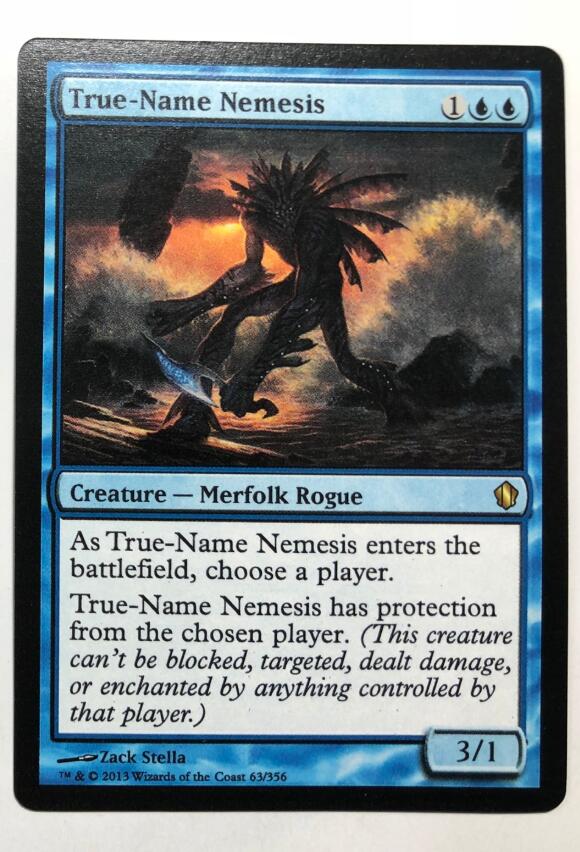 True-Name Nemesis 1
Creature — Merfolk Rogue
As True-Name Nemesis enters the
battlefield, choose a player.
True-Name Nemesis has protection
from the chosen player. (This creature
can't be blocked, targeted, dealt damage,
or enchanted by anything controlled by
that player.)
3/1
Zack Stella
™ & © 2013 Wizards of the Coast 63/356